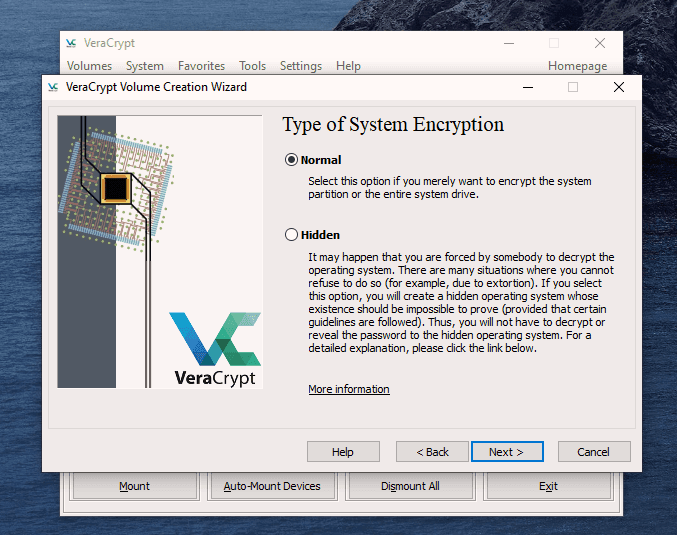 VeraCrypt
Volumes System Favorites Tools Settings Help Homepage
VeraCrypt Volume Creation Wizard
Type of System Encryption
Normal
Select this option if you merely want to encrypt the system
partition or the entire system drive.
Hidden
It may happen that you are forced by somebody to decrypt the
operating system. There are many situations where you cannot
refuse to do so (for example, due to extortion). If you select
this option, you will create a hidden operating system whose
existence should be impossible to prove (provided that certain
guidelines are followed). Thus, you will not have to decrypt or
reveal the password to the hidden operating system. For a
detailed explanation, please click the link below.
VeraCrypt
More information
Help < Back Next > Cancel
Mount Auto-Mount Devices Dismount All Exit